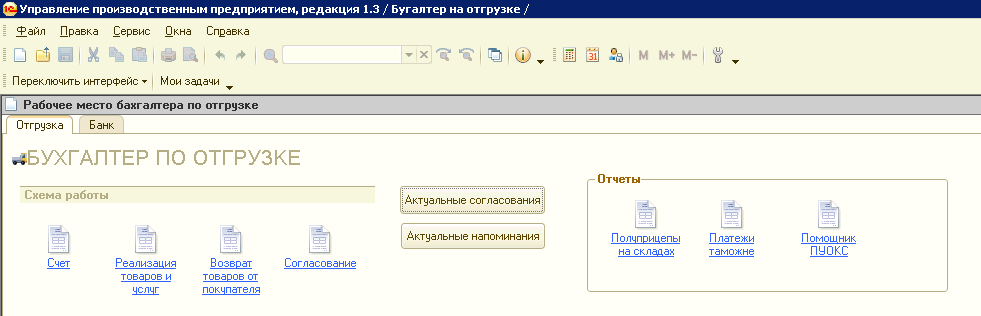 Управление производственным предприятием, редакция 1.3 / Бугалтер на отгрузке /
Файл Правка Сервис Окна Справка
M M+ M-
Переключить интерфейс Мои задачи
Рабочее место бахгалтера по отгрузке
Отгрузка Банк
БУХГАЛТЕР ПО ОТГРУЗКЕ
Схема работы
Счет
Реализация
товаров и
услуг
Возврат
товаров от
покупателя
Согласование
Актуальные согласования
Актуальные напоминания
Отчеты
Полуприцепы
на складах
Платежи
таможне
Помощник
ПУОКС